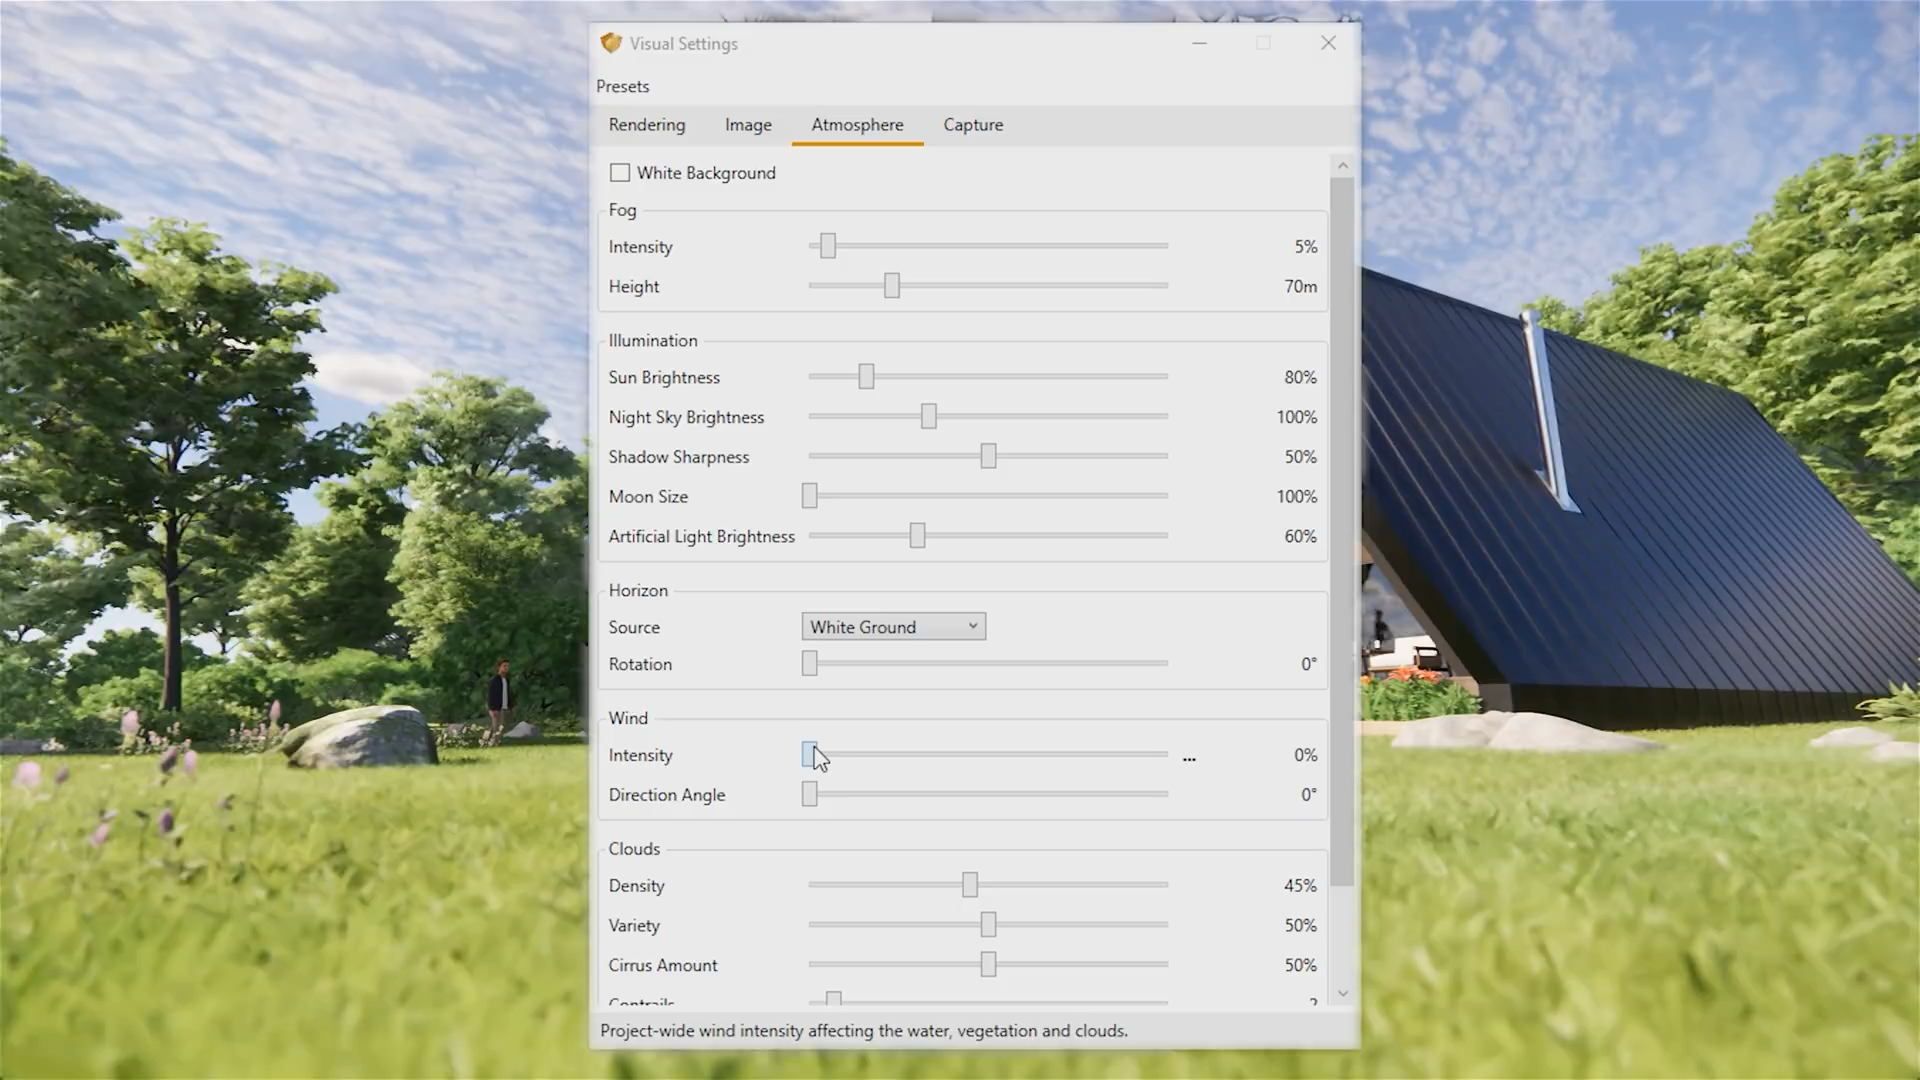 Visual Settings
Presets
Rendering Image Atmosphere Capture
White Background
Fog
Intensity 5%
Height 70m
Illumination
Sun Brightness 80%
Night Sky Brightness 100%
Shadow Sharpness 50%
Moon Size 100%
Artificial Light Brightness 60%
Horizon
Source White Ground
Rotation 0°
Wind
Intensity ... 0%
Direction Angle 0°
Clouds
Density 45%
Variety 50%
Cirrus Amount 50%
Contrails 2
Project-wide wind intensity affecting the water, vegetation and clouds.